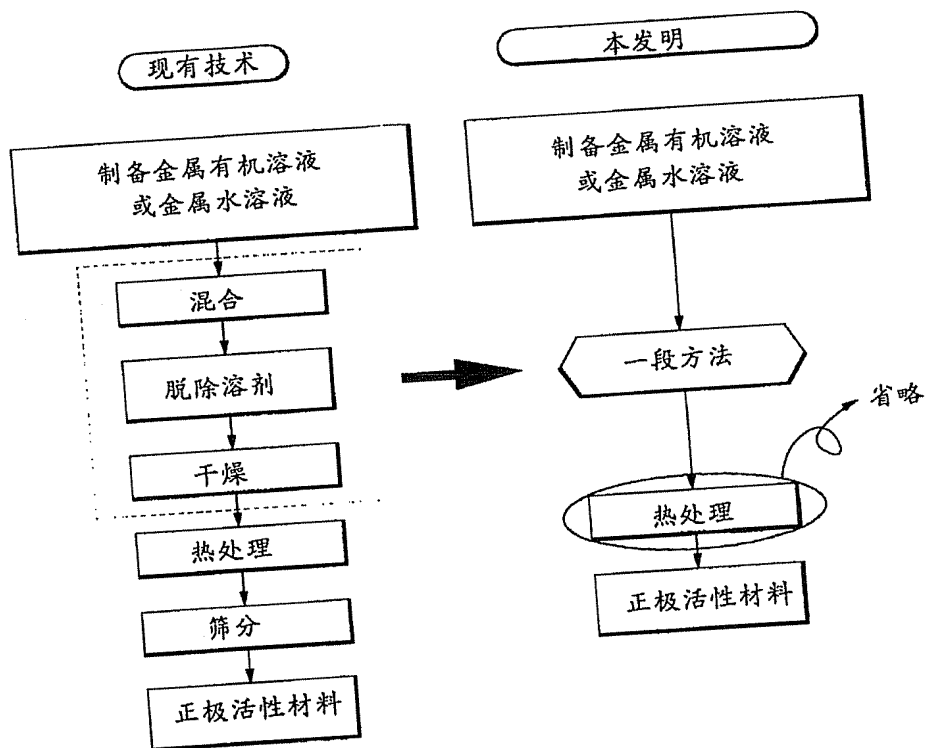 现有技术
制备金属有机溶液
或金属水溶液
混合
脱除溶剂
干燥
热处理
筛分
正极活性材料
本发明
制备金属有机溶液
或金属水溶液
一段方法
省略
热处理
正极活性材料